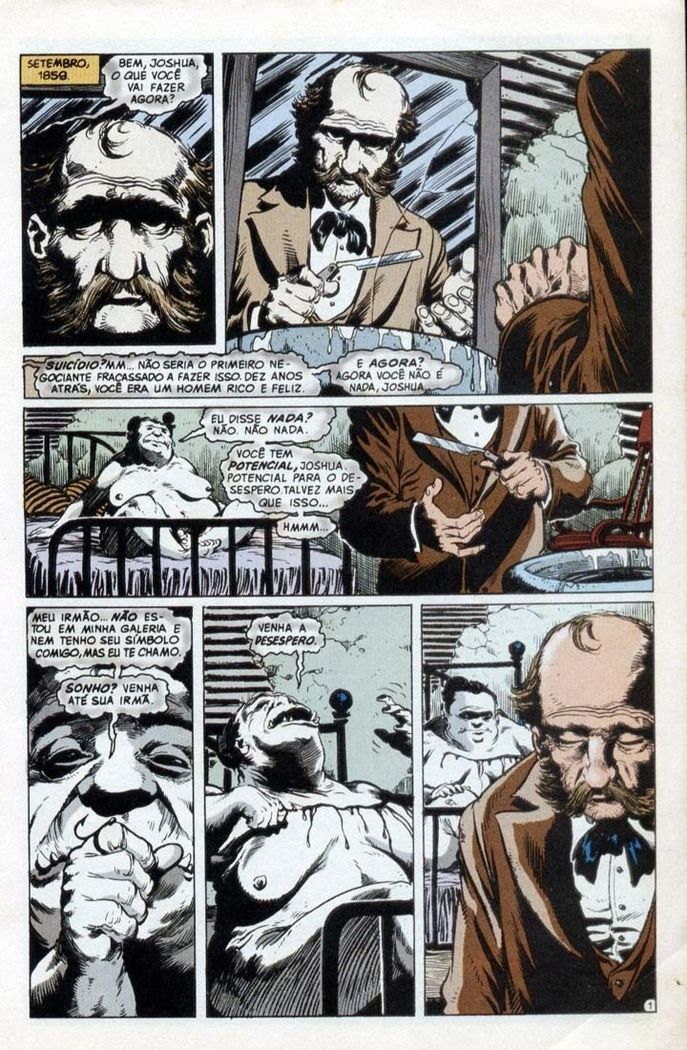 SETEMBRO,
1859.
BEM, JOSHUA,
O QUE VOCÊ
VAI FAZER
AGORA?
SUICÍDIO? MM... NÃO SERIA O PRIMEIRO NE-
GOCIANTE FRACASSADO A FAZER ISSO. DEZ ANOS
ATRÁS, VOCÊ ERA UM HOMEM RICO E FELIZ.
E AGORA?
AGORA VOCÊ NÃO É
NADA, JOSHUA.
EU DISSE NADA?
NÃO. NÃO NADA.
VOCÊ TEM
POTENCIAL, JOSHUA.
POTENCIAL PARA O DE-
SESPERO. TALVEZ MAIS
QUE ISSO...
HMMM...
MEU IRMÃO... NÃO ES-
TOU EM MINHA GALERIA E
NEM TENHO SEU SÍMBOLO
COMIGO, MAS EU TE CHAMO.
SONHO? VENHA
ATÉ SUA IRMÃ.
VENHA A
DESESPERO.
1